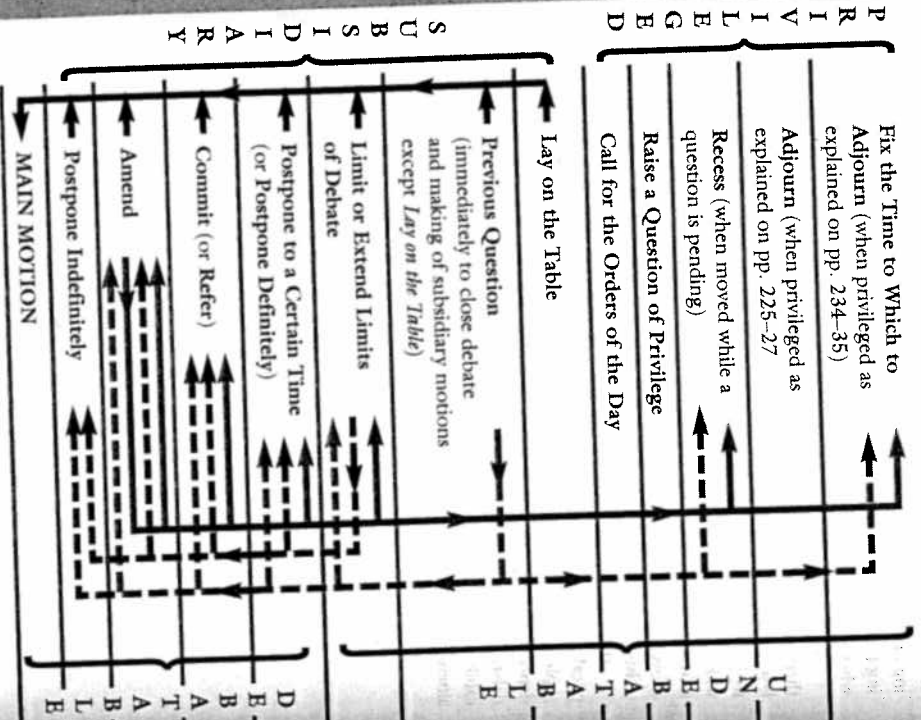 PRIVILEGED
Fix the Time to Which to
Adjourn (when privileged as
explained on pp. 234–35)
Adjourn (when privileged as
explained on pp. 225–27
Recess (when moved while a
question is pending)
Raise a Question of Privilege
Call for the Orders of the Day
SUBSIDIARY
Lay on the Table
Previous Question
(immediately to close debate
and making of subsidiary motions
except Lay on the Table)
Limit or Extend Limits
of Debate
Postpone to a Certain Time
(or Postpone Definitely)
Commit (or Refer)
Amend
Postpone Indefinitely
MAIN MOTION
UNDEBATABLE
DEBATABLE